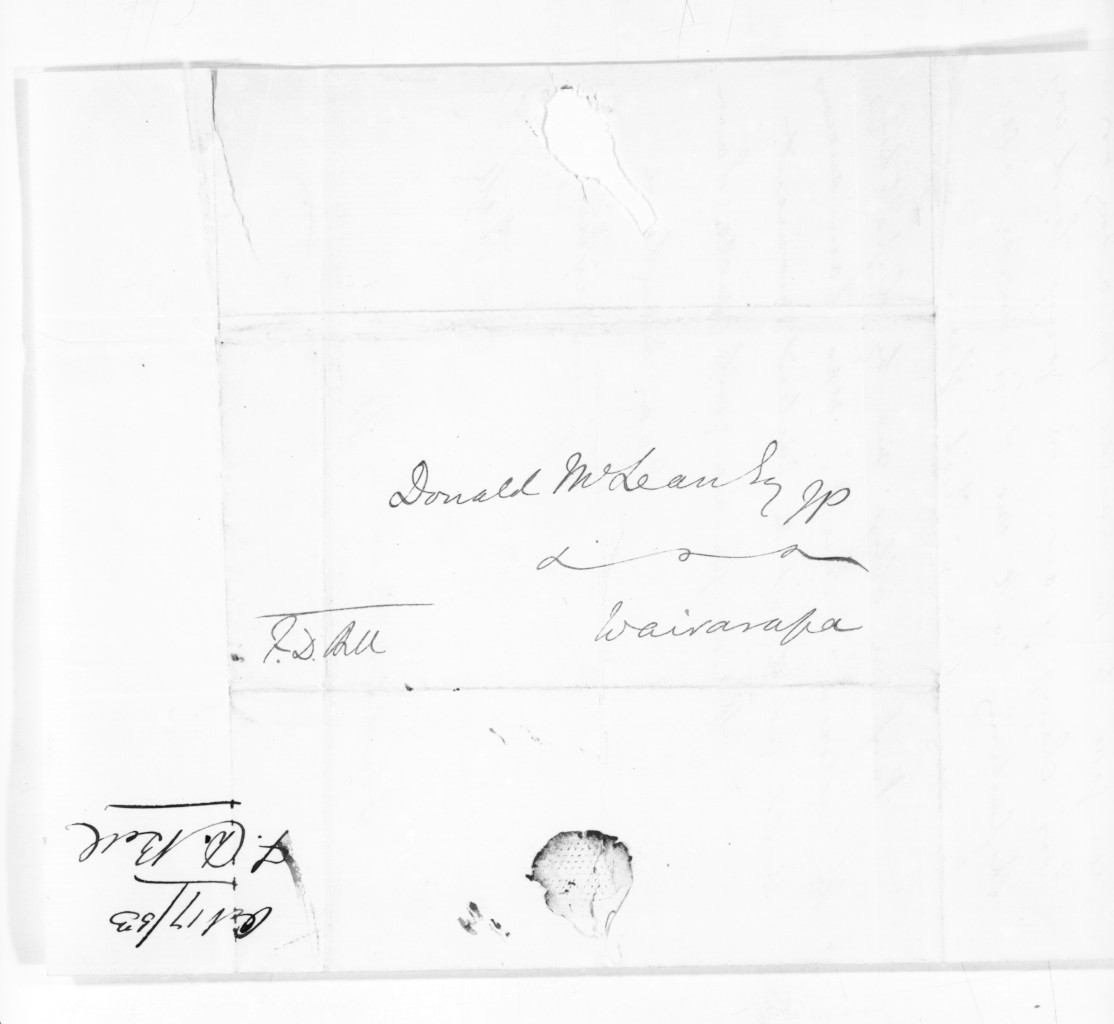 Donald McLean Esq JP
Wairarapa
F. D. Bell
Oct 17/53
F. D. Bell